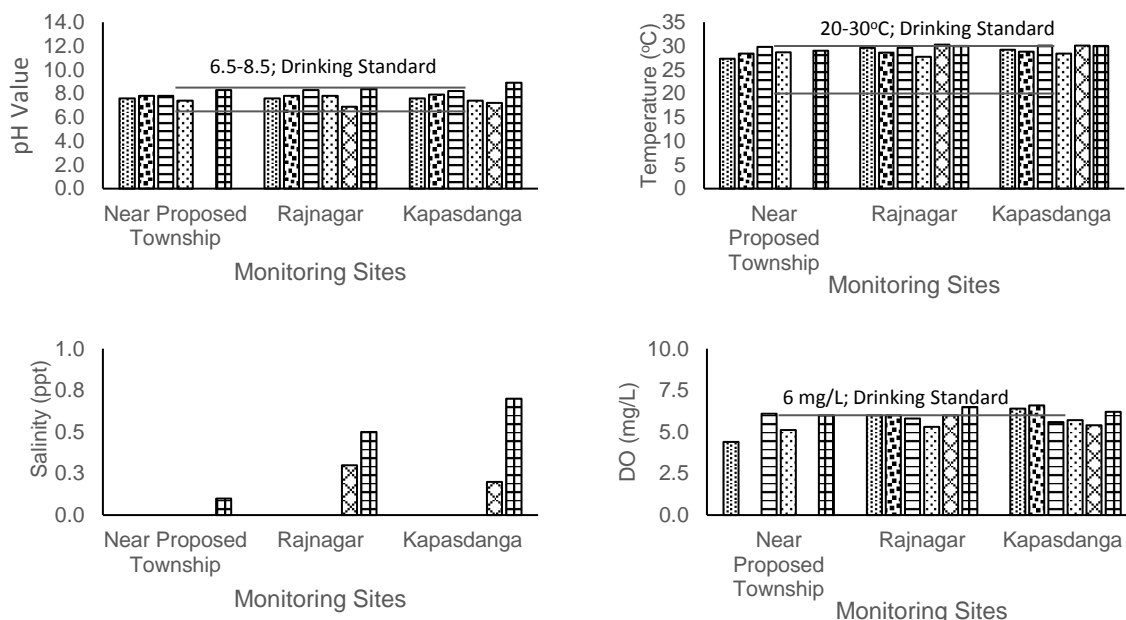 14.0
12.0
10.0
8.0
6.0
4.0
2.0
0.0
pH Value
6.5-8.5; Drinking Standard
Near Proposed
Township
Rajnagar
Kapasdanga
Monitoring Sites
35
30
25
20
15
10
5
0
Temperature (ᵒC)
20-30ᵒC; Drinking Standard
Near
Proposed
Township
Rajnagar
Kapasdanga
Monitoring Sites
1.0
0.8
0.5
0.3
0.0
Salinity (ppt)
Near Proposed
Township
Rajnagar
Kapasdanga
Monitoring Sites
10.0
7.5
5.0
2.5
0.0
DO (mg/L)
6 mg/L; Drinking Standard
Near
Proposed
Township
Rajnagar
Kapasdanga
Monitoring Sites